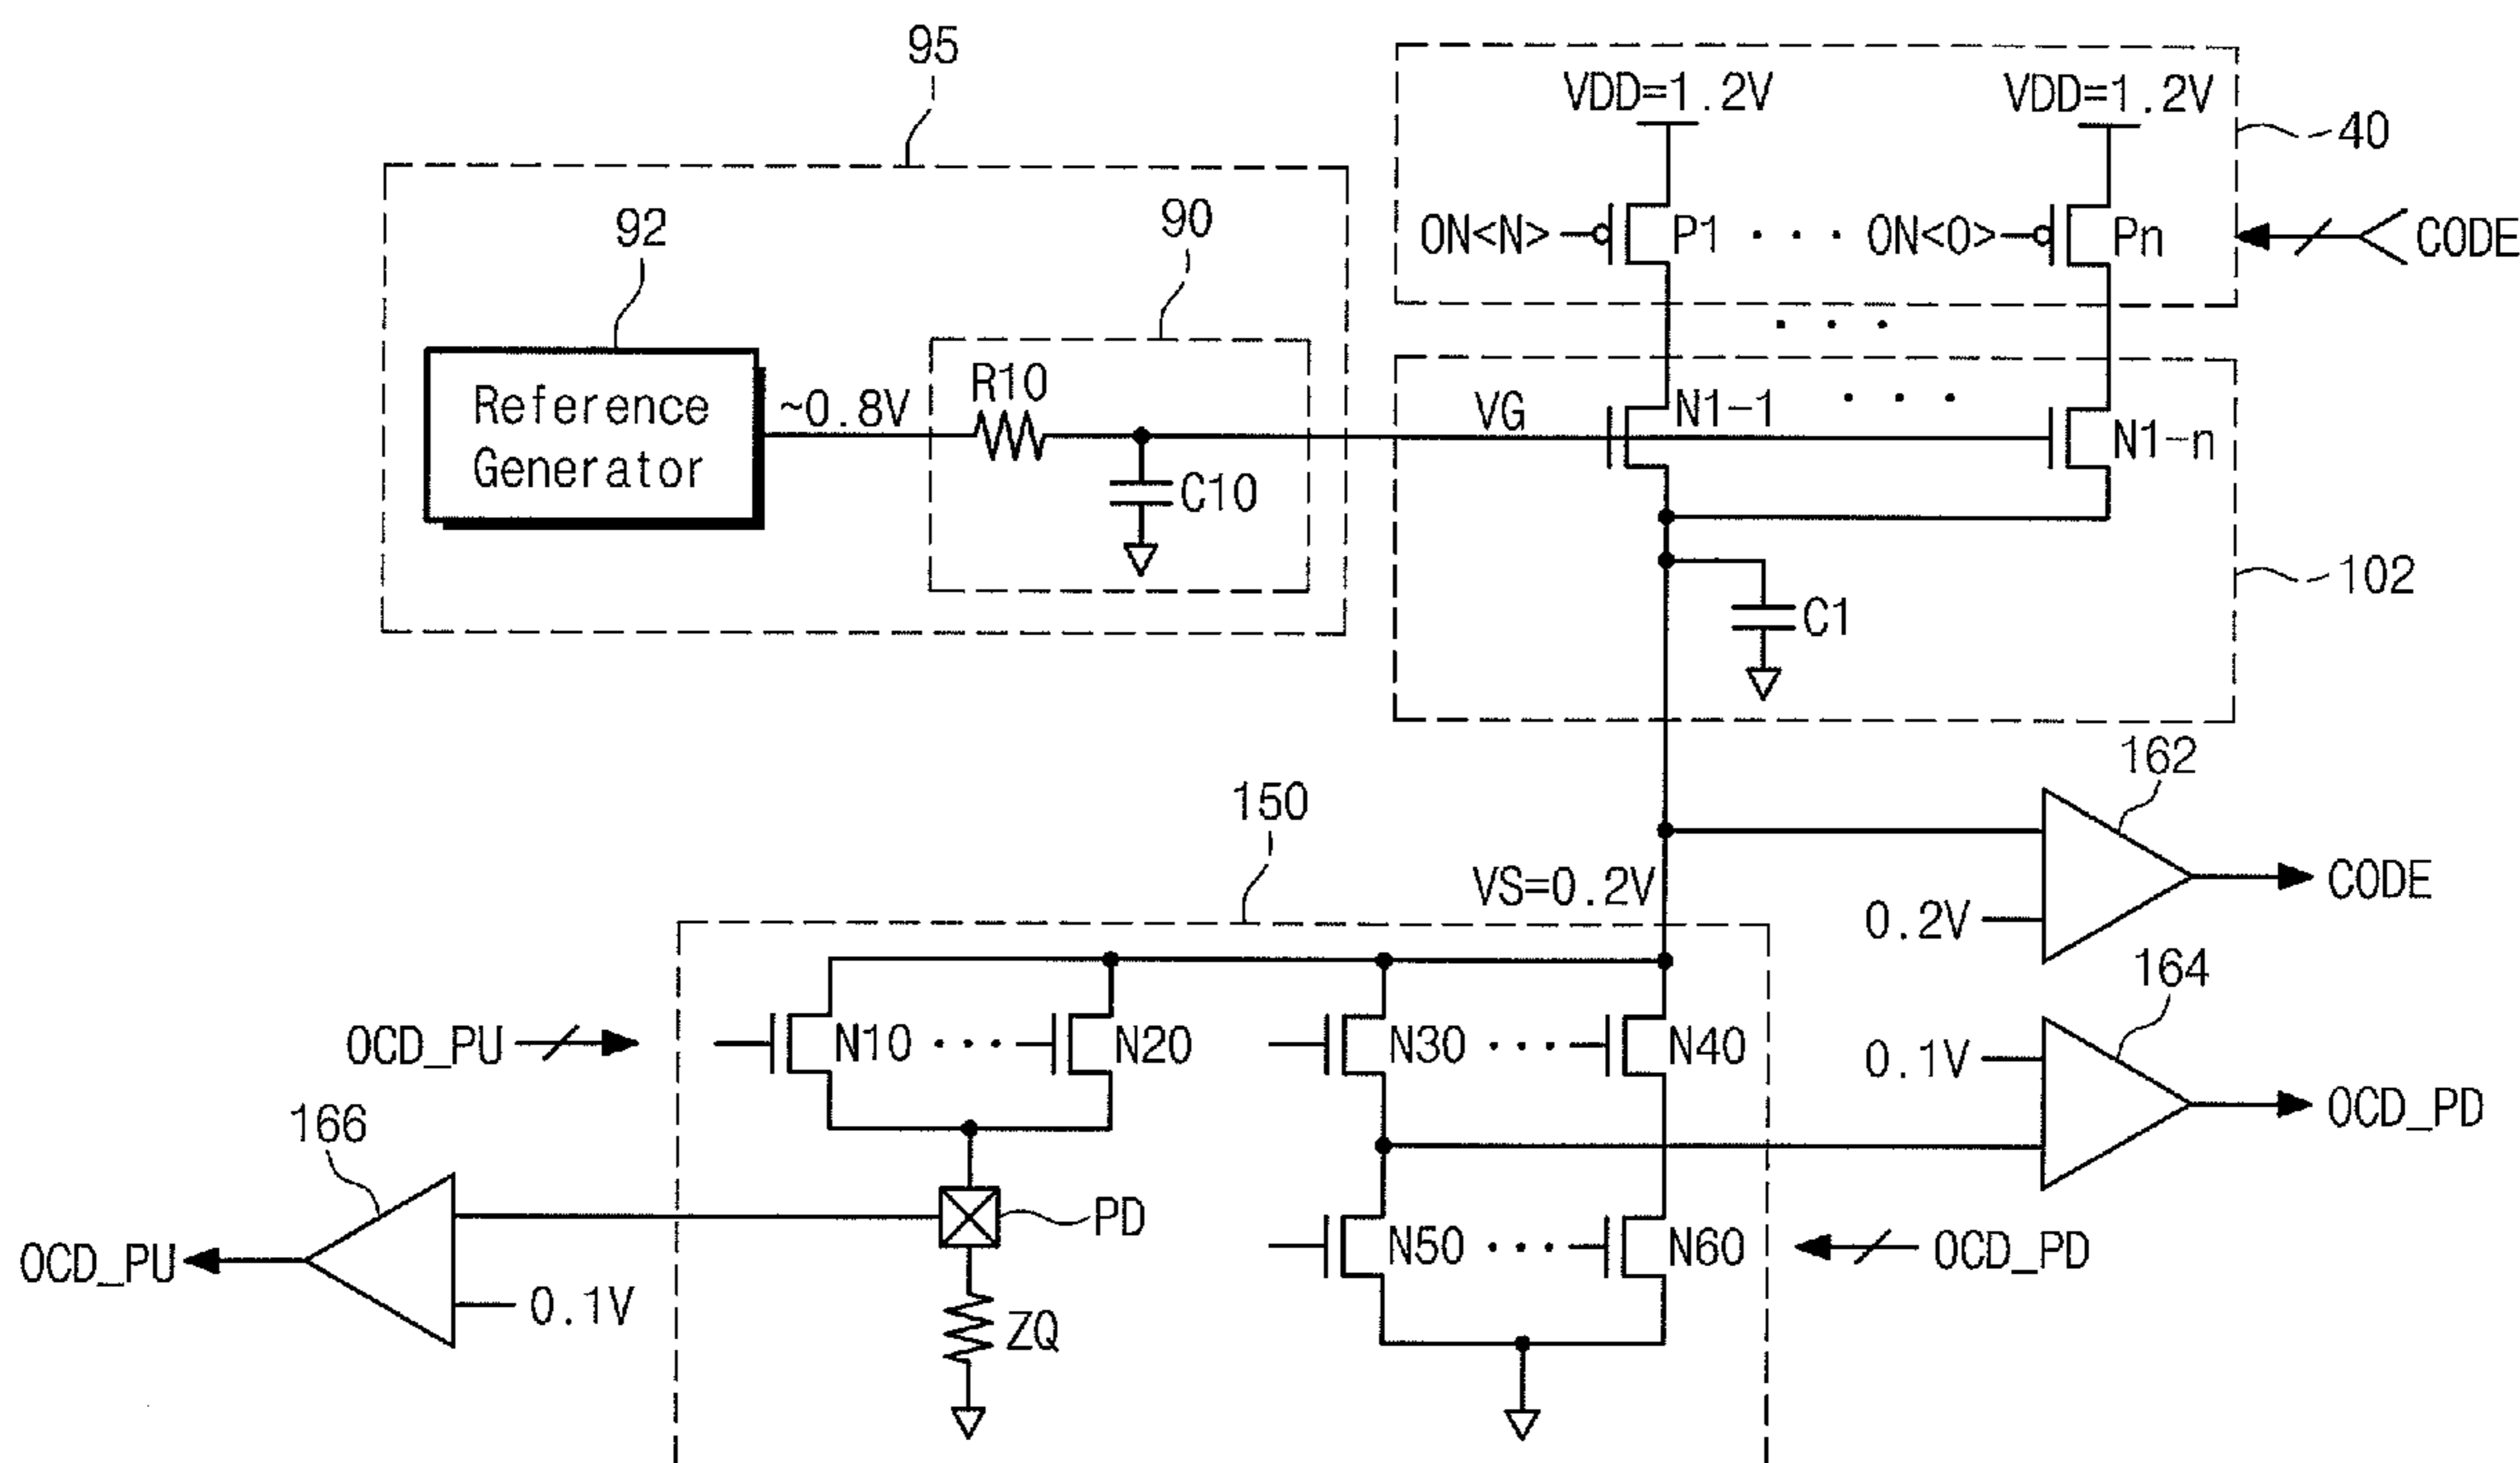 95
VDD=1.2V
VDD=1.2V
40
92
90
ON<N>
P1
ON<0>
Pn
CODE
Reference
Generator
~0.8V
R10
C10
VG
N1-1
N1-n
102
C1
162
150
VS=0.2V
CODE
0.2V
164
OCD_PU
N10
N20
N30
N40
0.1V
OCD_PD
166
PD
OCD_PU
0.1V
N50
N60
OCD_PD
ZQ